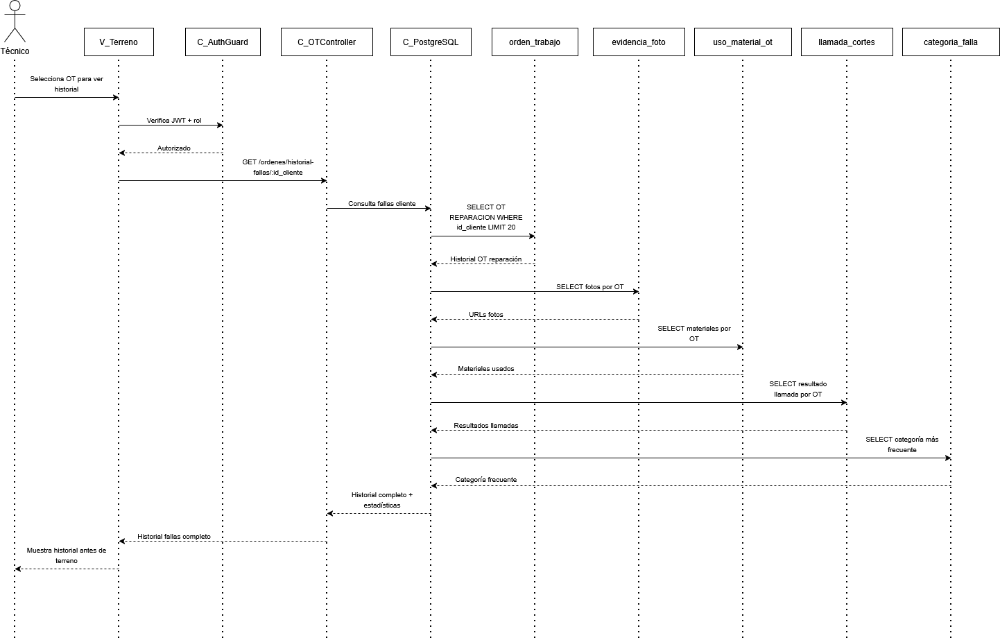 Técnico
V_Terreno
C_AuthGuard
C_OTController
C_PostgreSQL
orden_trabajo
evidencia_foto
uso_material_ot
llamada_cortes
categoria_falla
Selecciona OT para ver
historial
Verifica JWT + rol
Autorizado
GET /ordenes/historial-
fallas/:id_cliente
Consulta fallas cliente
SELECT OT
REPARACION WHERE
id_cliente LIMIT 20
Historial OT reparación
SELECT fotos por OT
URLs fotos
SELECT materiales por
OT
Materiales usados
SELECT resultado
llamada por OT
Resultados llamadas
SELECT categoría más
frecuente
Categoría frecuente
Historial completo +
estadísticas
Historial fallas completo
Muestra historial antes de
terreno